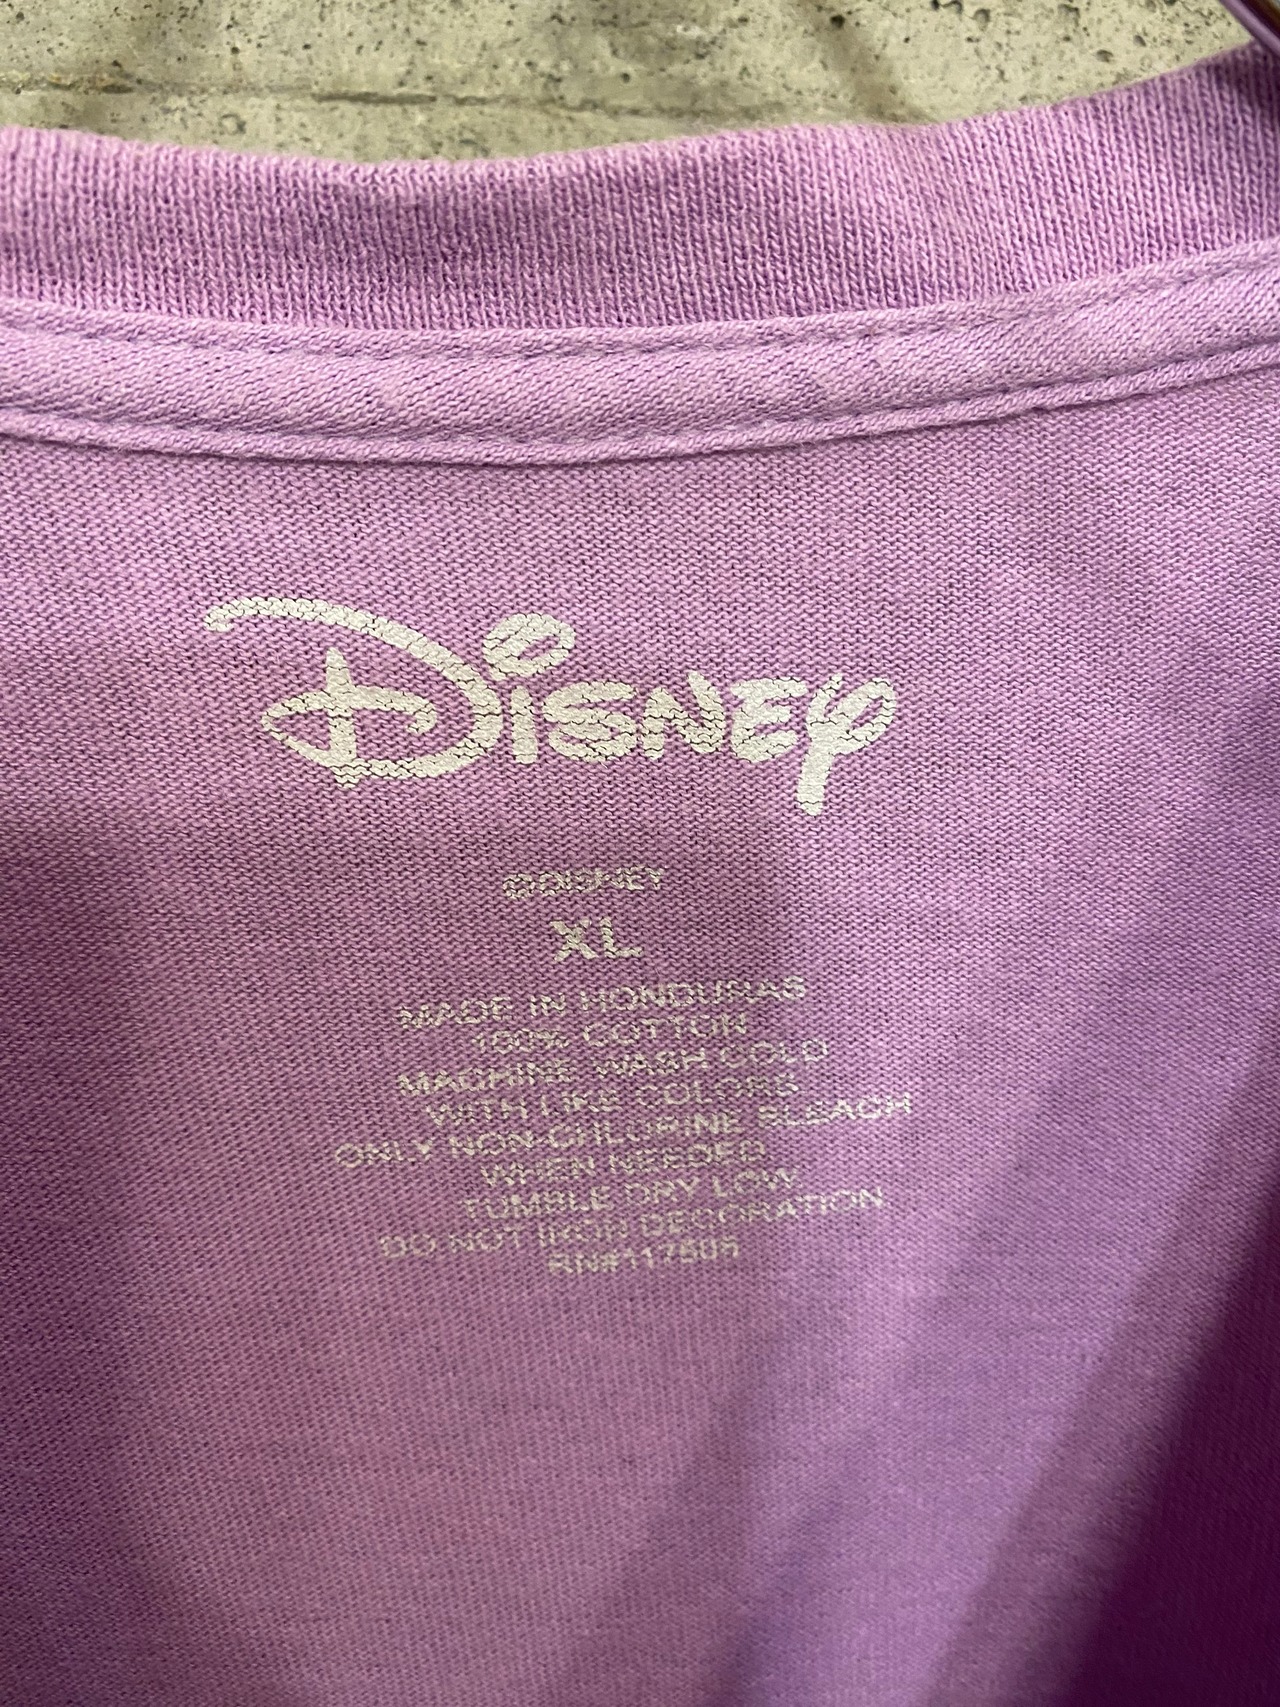 Disney
©DISNEY
XL
MADE IN HONDURAS
100% COTTON
MACHINE WASH COLD
WITH LIKE COLORS
ONLY NON-CHLORINE BLEACH
WHEN NEEDED
TUMBLE DRY LOW
DO NOT IRON DECORATION